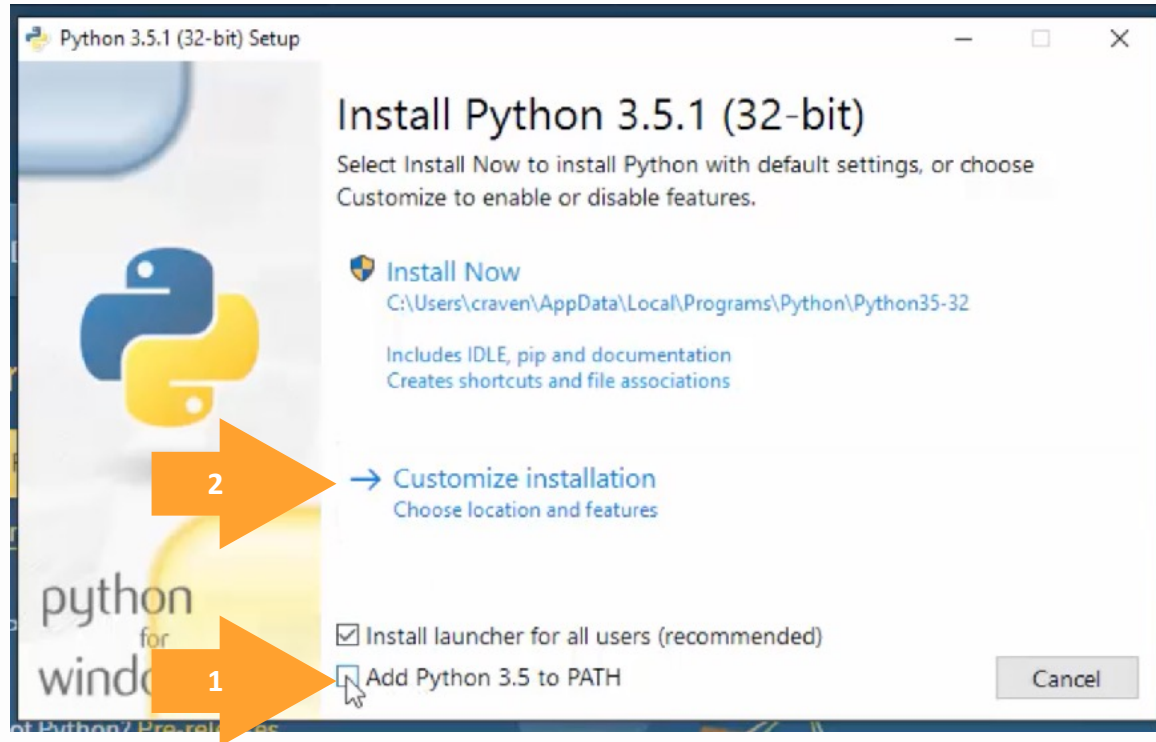 Python 3.5.1 (32-bit) Setup
Install Python 3.5.1 (32-bit)
Select Install Now to install Python with default settings, or choose
Customize to enable or disable features.
Install Now
C:\Users\craven\AppData\Local\Programs\Python\Python35-32
Includes IDLE, pip and documentation
Creates shortcuts and file associations
2
Customize installation
Choose location and features
python
for
Install launcher for all users (recommended)
1
Add Python 3.5 to PATH
Cancel
Python? Pre-releases